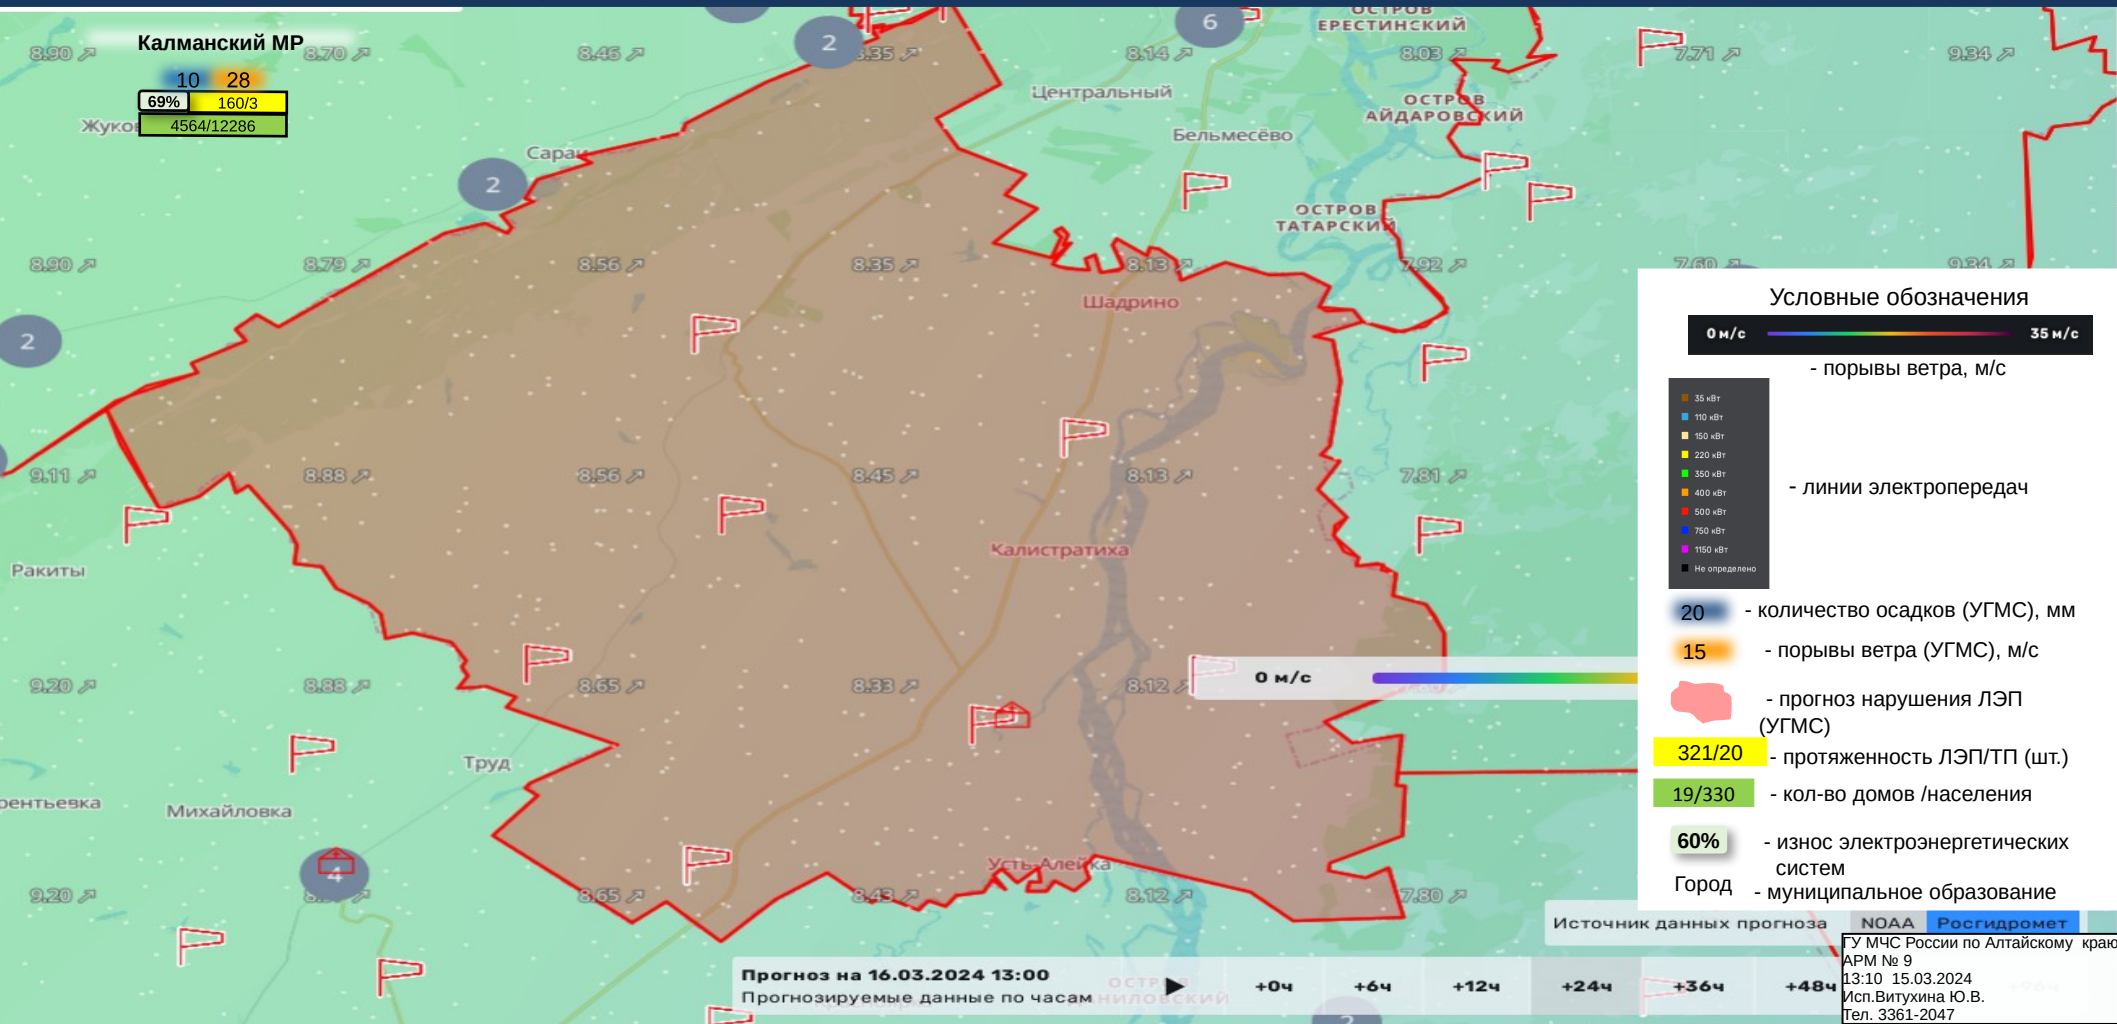 Калманский МР
10 28
69% 160/3
4564/12286
2
2
6
2
4
ОСТРОВ
ЕРЕСТИНСКИЙ
8.90 8.70 8.46 8.35 8.14 8.03 7.71 9.34
Центральный
ОСТРОВ
АЙДАРОВСКИЙ
Бельмесёво
Сараи
ОСТРОВ
ТАТАРСКИЙ
8.90 8.79 8.56 8.35 8.13 7.92 7.60 9.34
Шадрино
9.11 8.88 8.56 8.45 8.13 7.81
Калистратиха
Ракиты
9.20 8.88 8.65 8.33 8.12
0 м/с
Труд
Михайловка
Усть-Алейка
9.20 8.65 8.43 8.12 7.80
Условные обозначения
0 м/с 35 м/с
- порывы ветра, м/с
35 кВт
110 кВт
150 кВт
220 кВт
350 кВт
400 кВт
500 кВт
750 кВт
1150 кВт
Не определено
- линии электропередач
20 - количество осадков (УГМС), мм
15 - порывы ветра (УГМС), м/с
- прогноз нарушения ЛЭП
(УГМС)
321/20 - протяженность ЛЭП/ТП (шт.)
19/330 - кол-во домов /населения
60% - износ электроэнергетических
систем
Город - муниципальное образование
Источник данных прогноза NOAA Росгидромет
Прогноз на 16.03.2024 13:00
Прогнозируемые данные по часам
+0ч +6ч +12ч +24ч +36ч +48ч
ГУ МЧС России по Алтайскому краю
АРМ № 9
13:10 15.03.2024
Исп.Витухина Ю.В.
Тел. 3361-2047